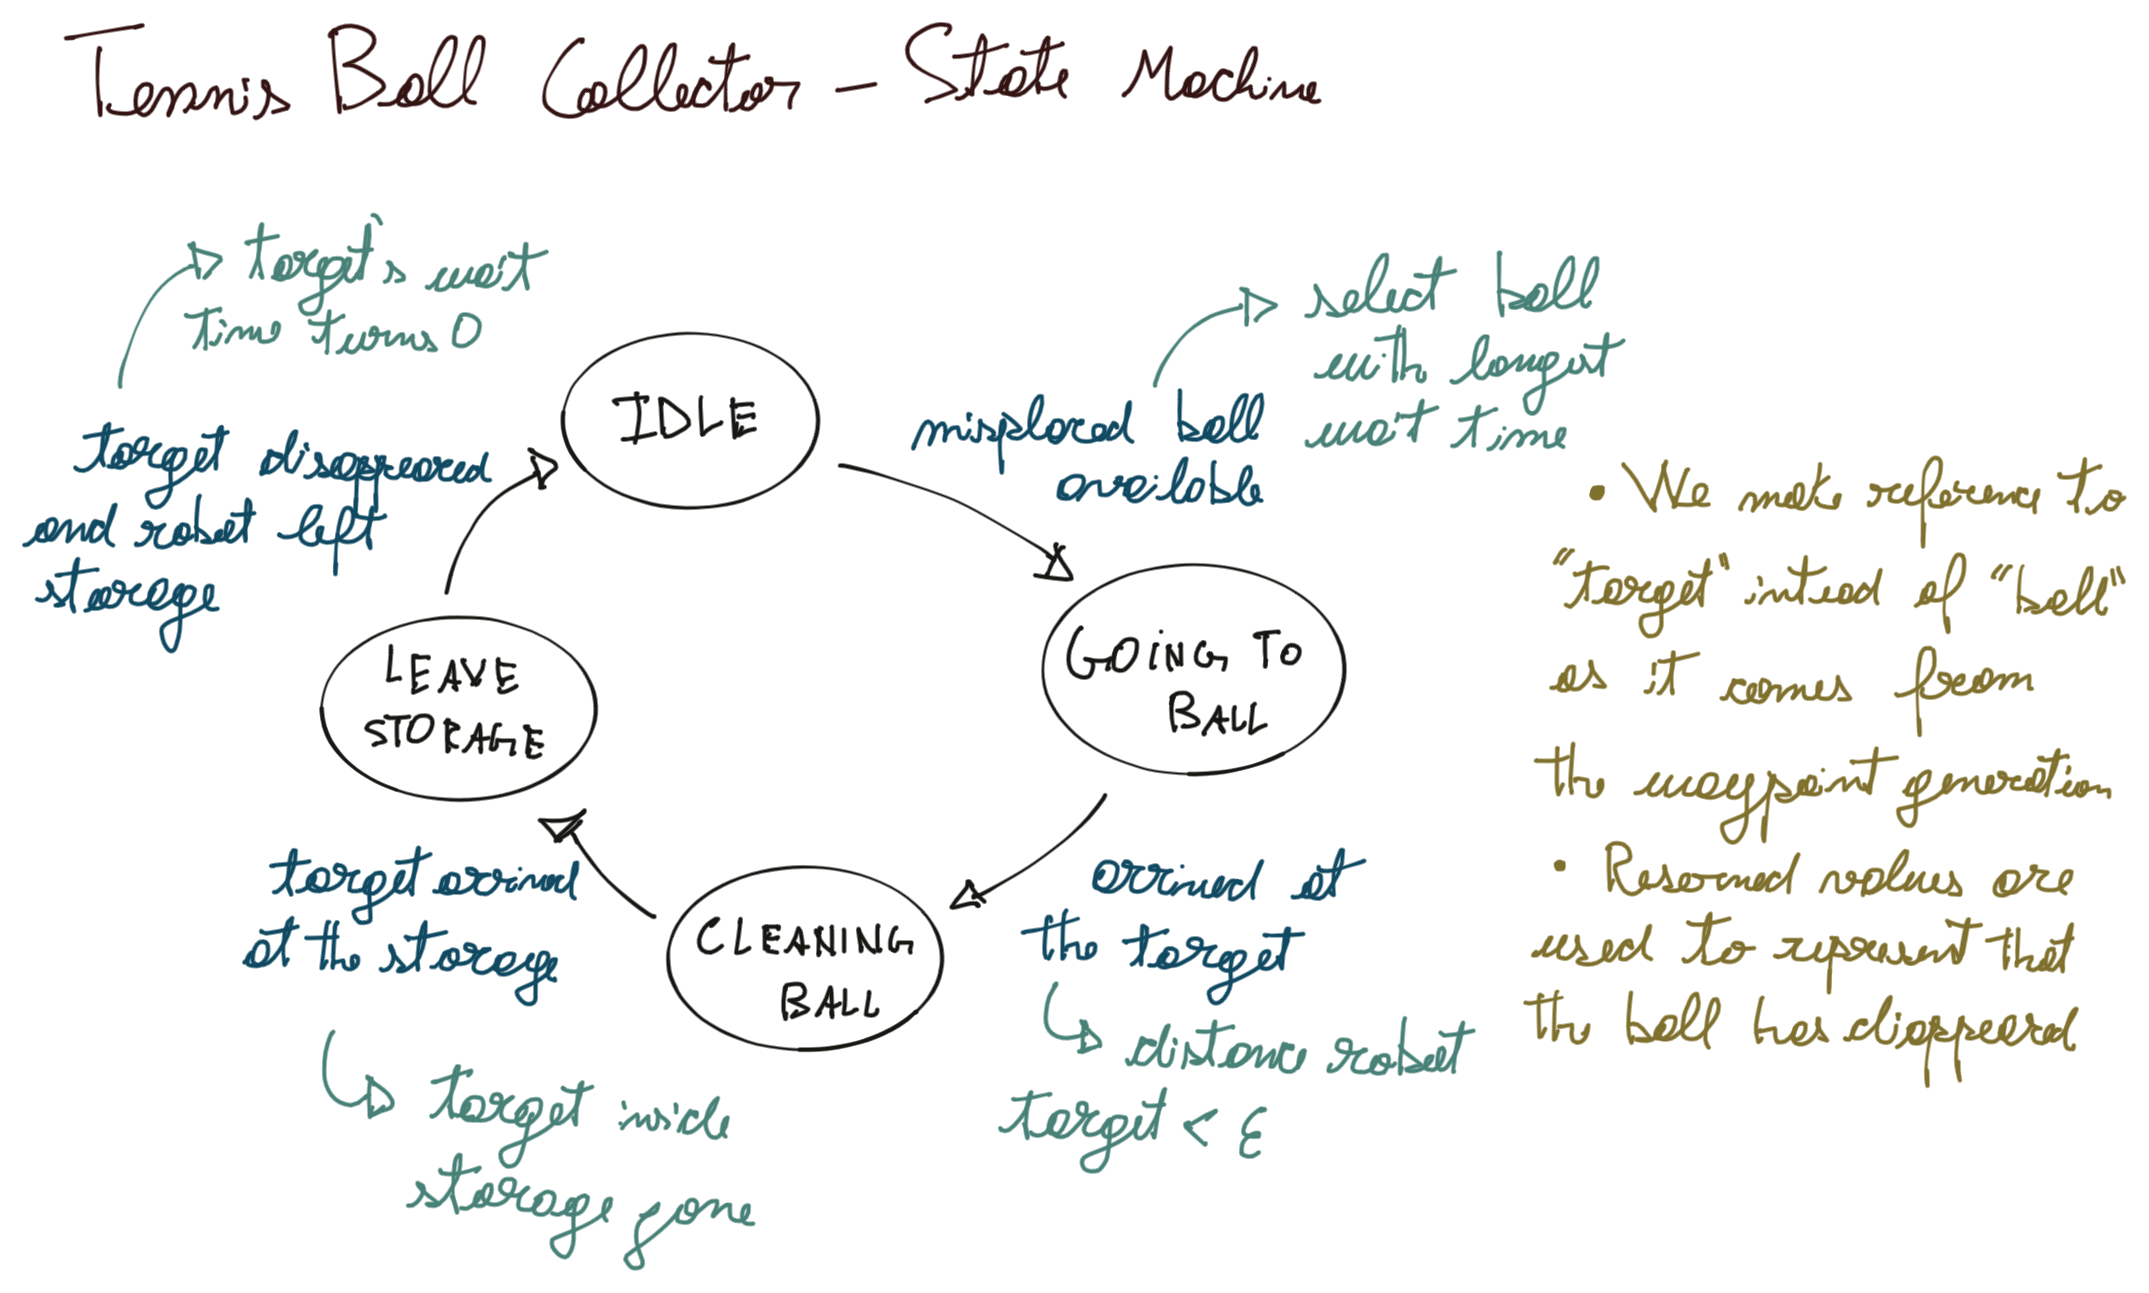 Tennis Ball Collector - State Machine
target's wait
time turns 0
target disappeared
and robot left
storage
IDLE
misplaced ball
available
select ball
with longest
wait time
GOING TO
BALL
arrived at
the target
distance robot
target < ε
CLEANING
BALL
target arrived
at the storage
target inside
storage zone
LEAVE
STORAGE
• We make reference to
"target" intead of "ball"
as it comes from
the waypoint generation
• Reserved values are
used to represent that
the ball has disppeared